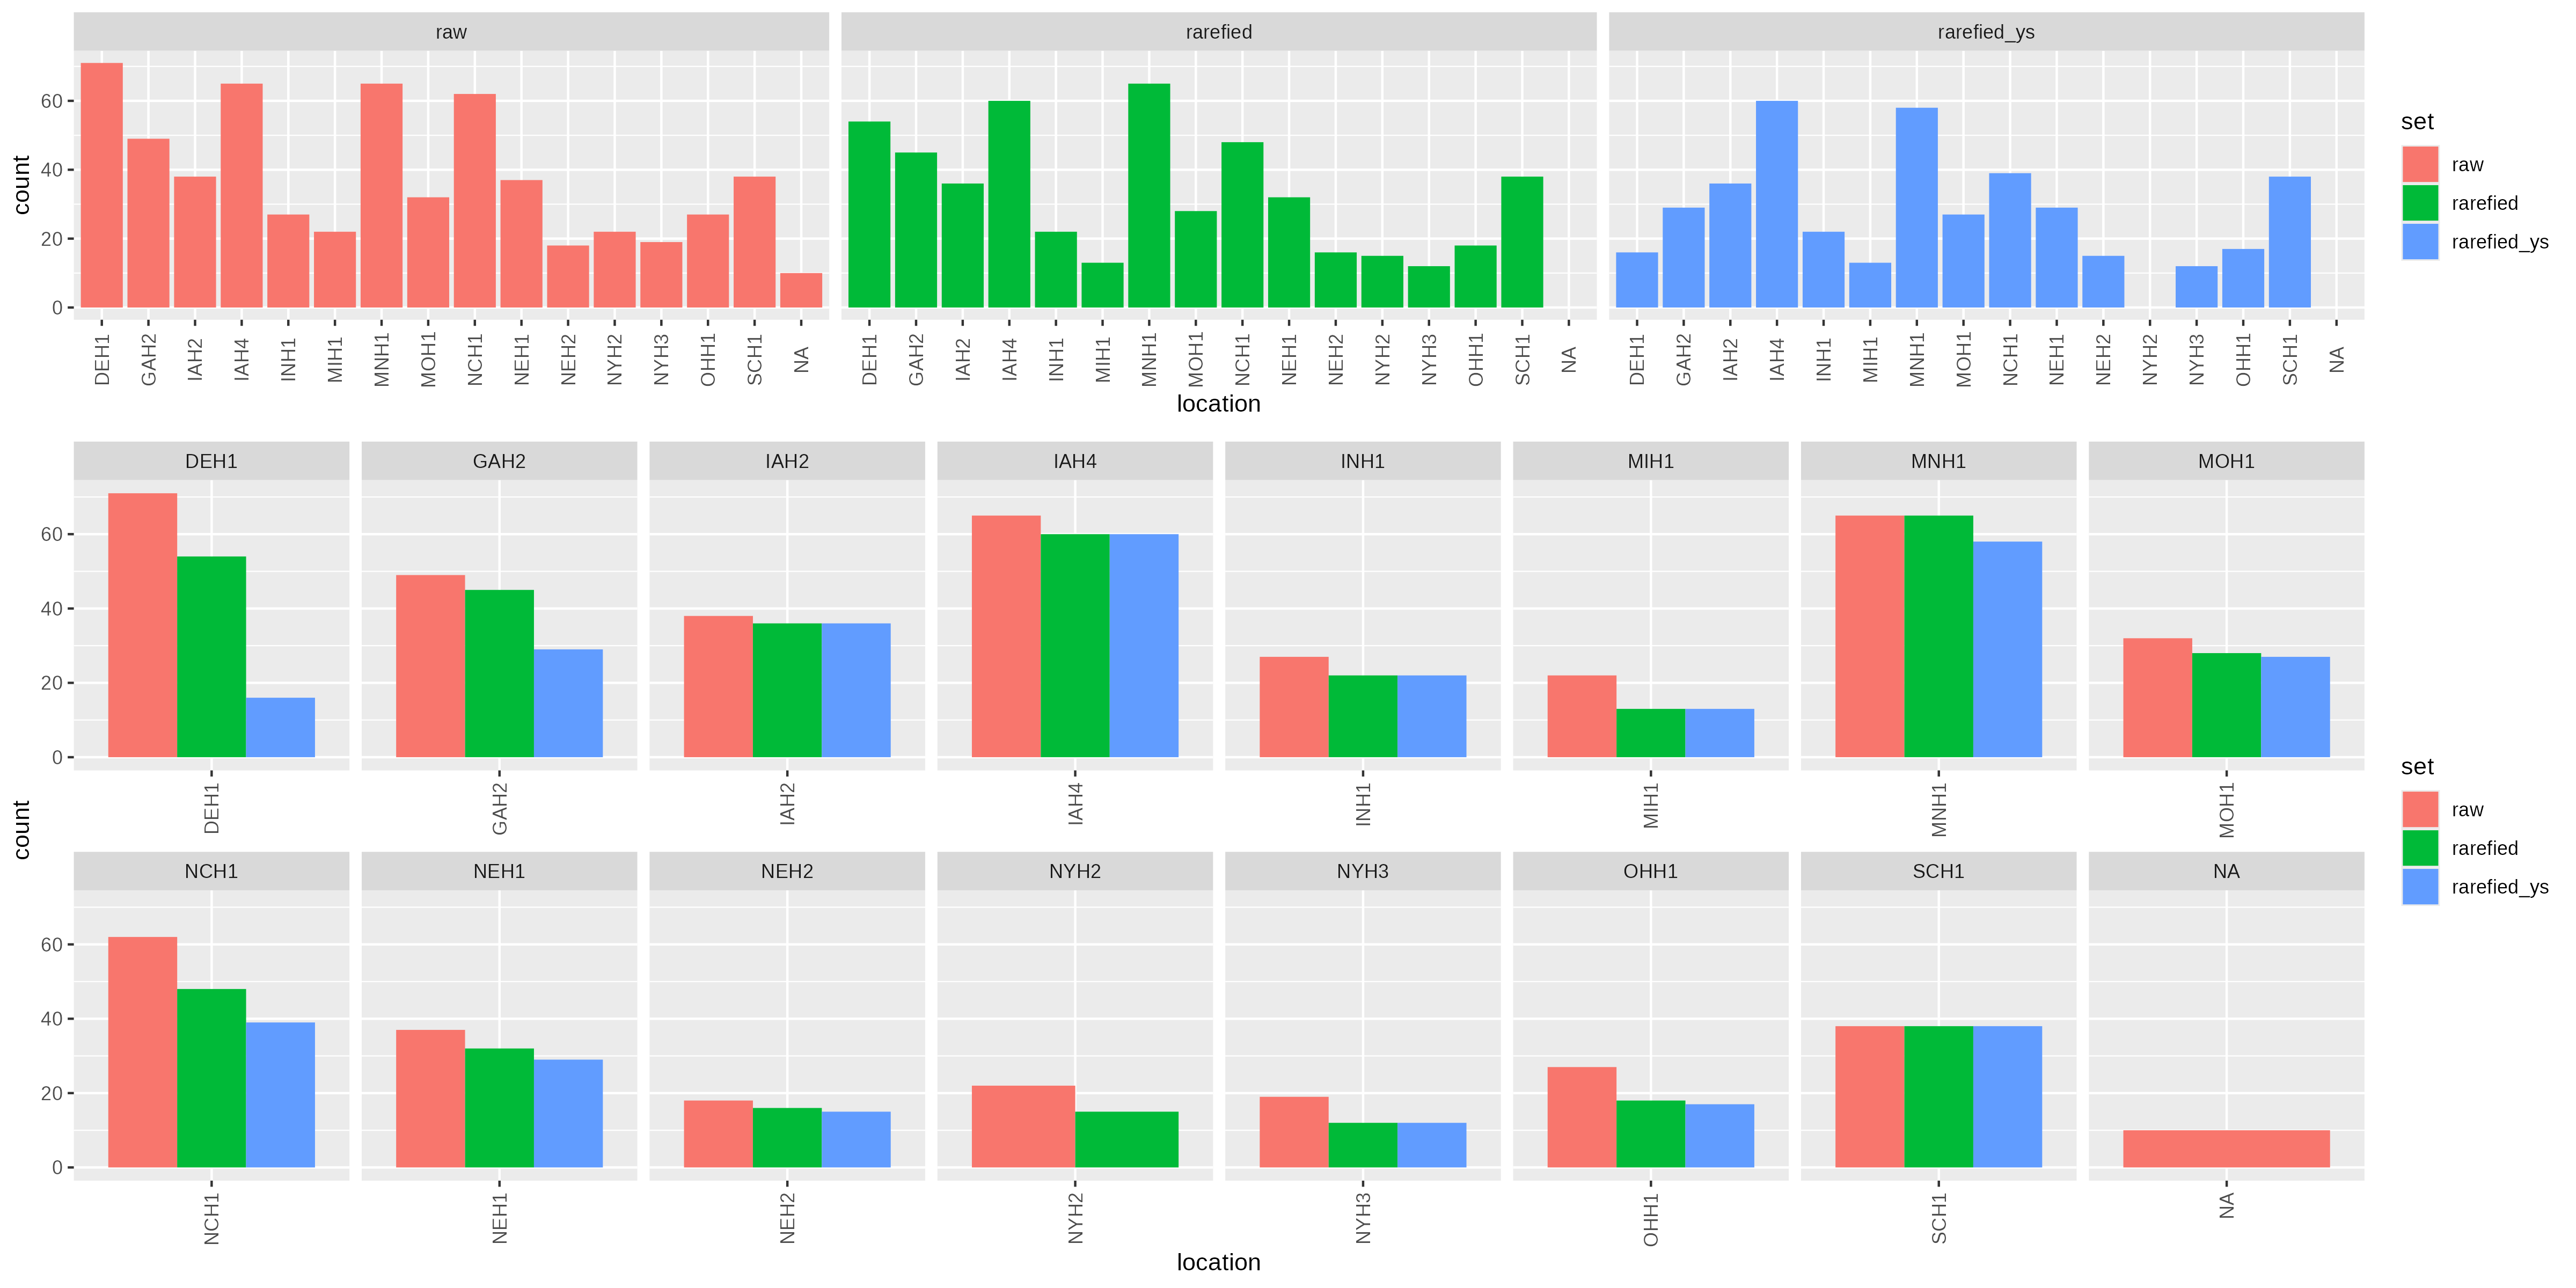 raw rarefied rarefied_ys
count
60
40
20
0
DEH1 GAH2 IAH2 IAH4 INH1 MIH1 MNH1 MOH1 NCH1 NEH1 NEH2 NYH2 NYH3 OHH1 SCH1 NA DEH1 GAH2 IAH2 IAH4 INH1 MIH1 MNH1 MOH1 NCH1 NEH1 NEH2 NYH2 NYH3 OHH1 SCH1 NA DEH1 GAH2 IAH2 IAH4 INH1 MIH1 MNH1 MOH1 NCH1 NEH1 NEH2 NYH2 NYH3 OHH1 SCH1 NA
location
set
raw
rarefied
rarefied_ys
DEH1 GAH2 IAH2 IAH4 INH1 MIH1 MNH1 MOH1
60
40
20
0
DEH1 GAH2 IAH2 IAH4 INH1 MIH1 MNH1 MOH1
count
NCH1 NEH1 NEH2 NYH2 NYH3 OHH1 SCH1 NA
60
40
20
0
NCH1 NEH1 NEH2 NYH2 NYH3 OHH1 SCH1 NA
location
set
raw
rarefied
rarefied_ys